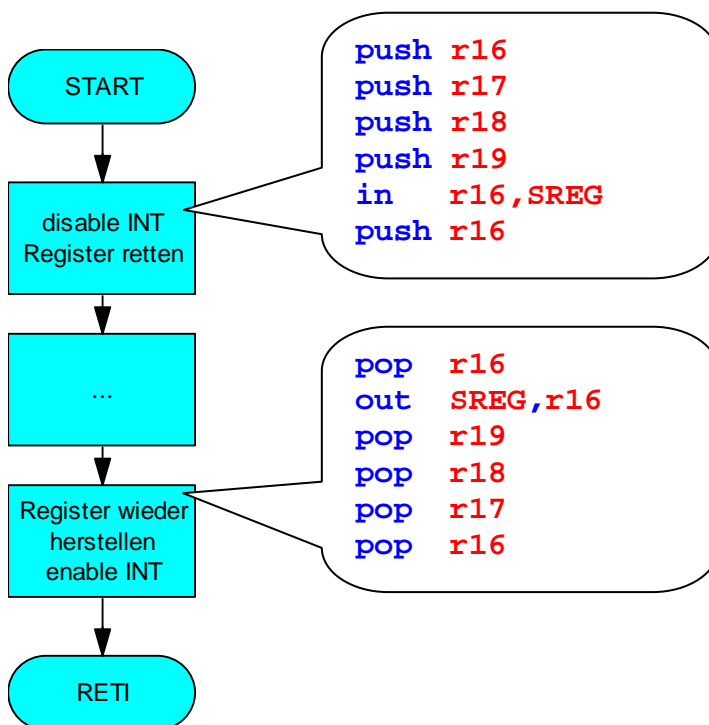 START
disable INT
Register retten
...
Register wieder
herstellen
enable INT
RETI
push r16
push r17
push r18
push r19
in r16,SREG
push r16
pop r16
out SREG,r16
pop r19
pop r18
pop r17
pop r16